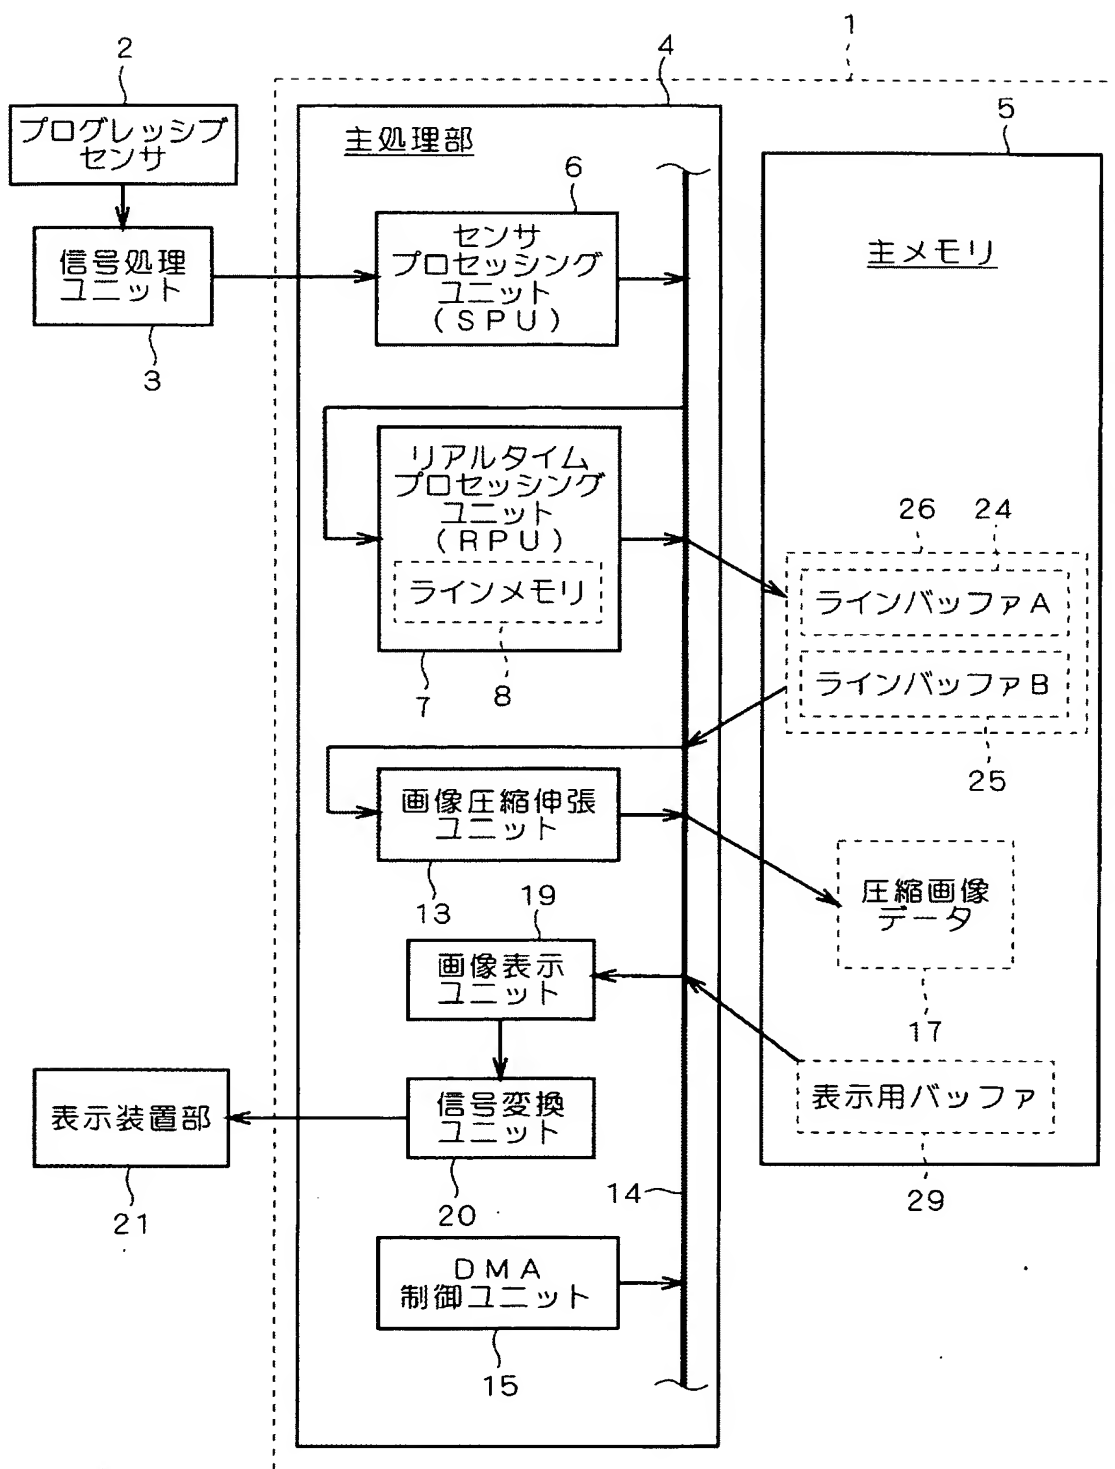 1
2
4
5
プログレッシブ
センサ
主処理部
6
センサ
プロセッシング
ユニット
(SPU)
信号処理
ユニット
3
主メモリ
リアルタイム
プロセッシング
ユニット
(RPU)
ラインメモリ
7
8
26
24
ラインバッファA
ラインバッファB
25
画像圧縮伸張
ユニット
13
圧縮画像
データ
17
19
画像表示
ユニット
信号変換
ユニット
20
表示装置部
21
表示用バッファ
29
14
DMA
制御ユニット
15